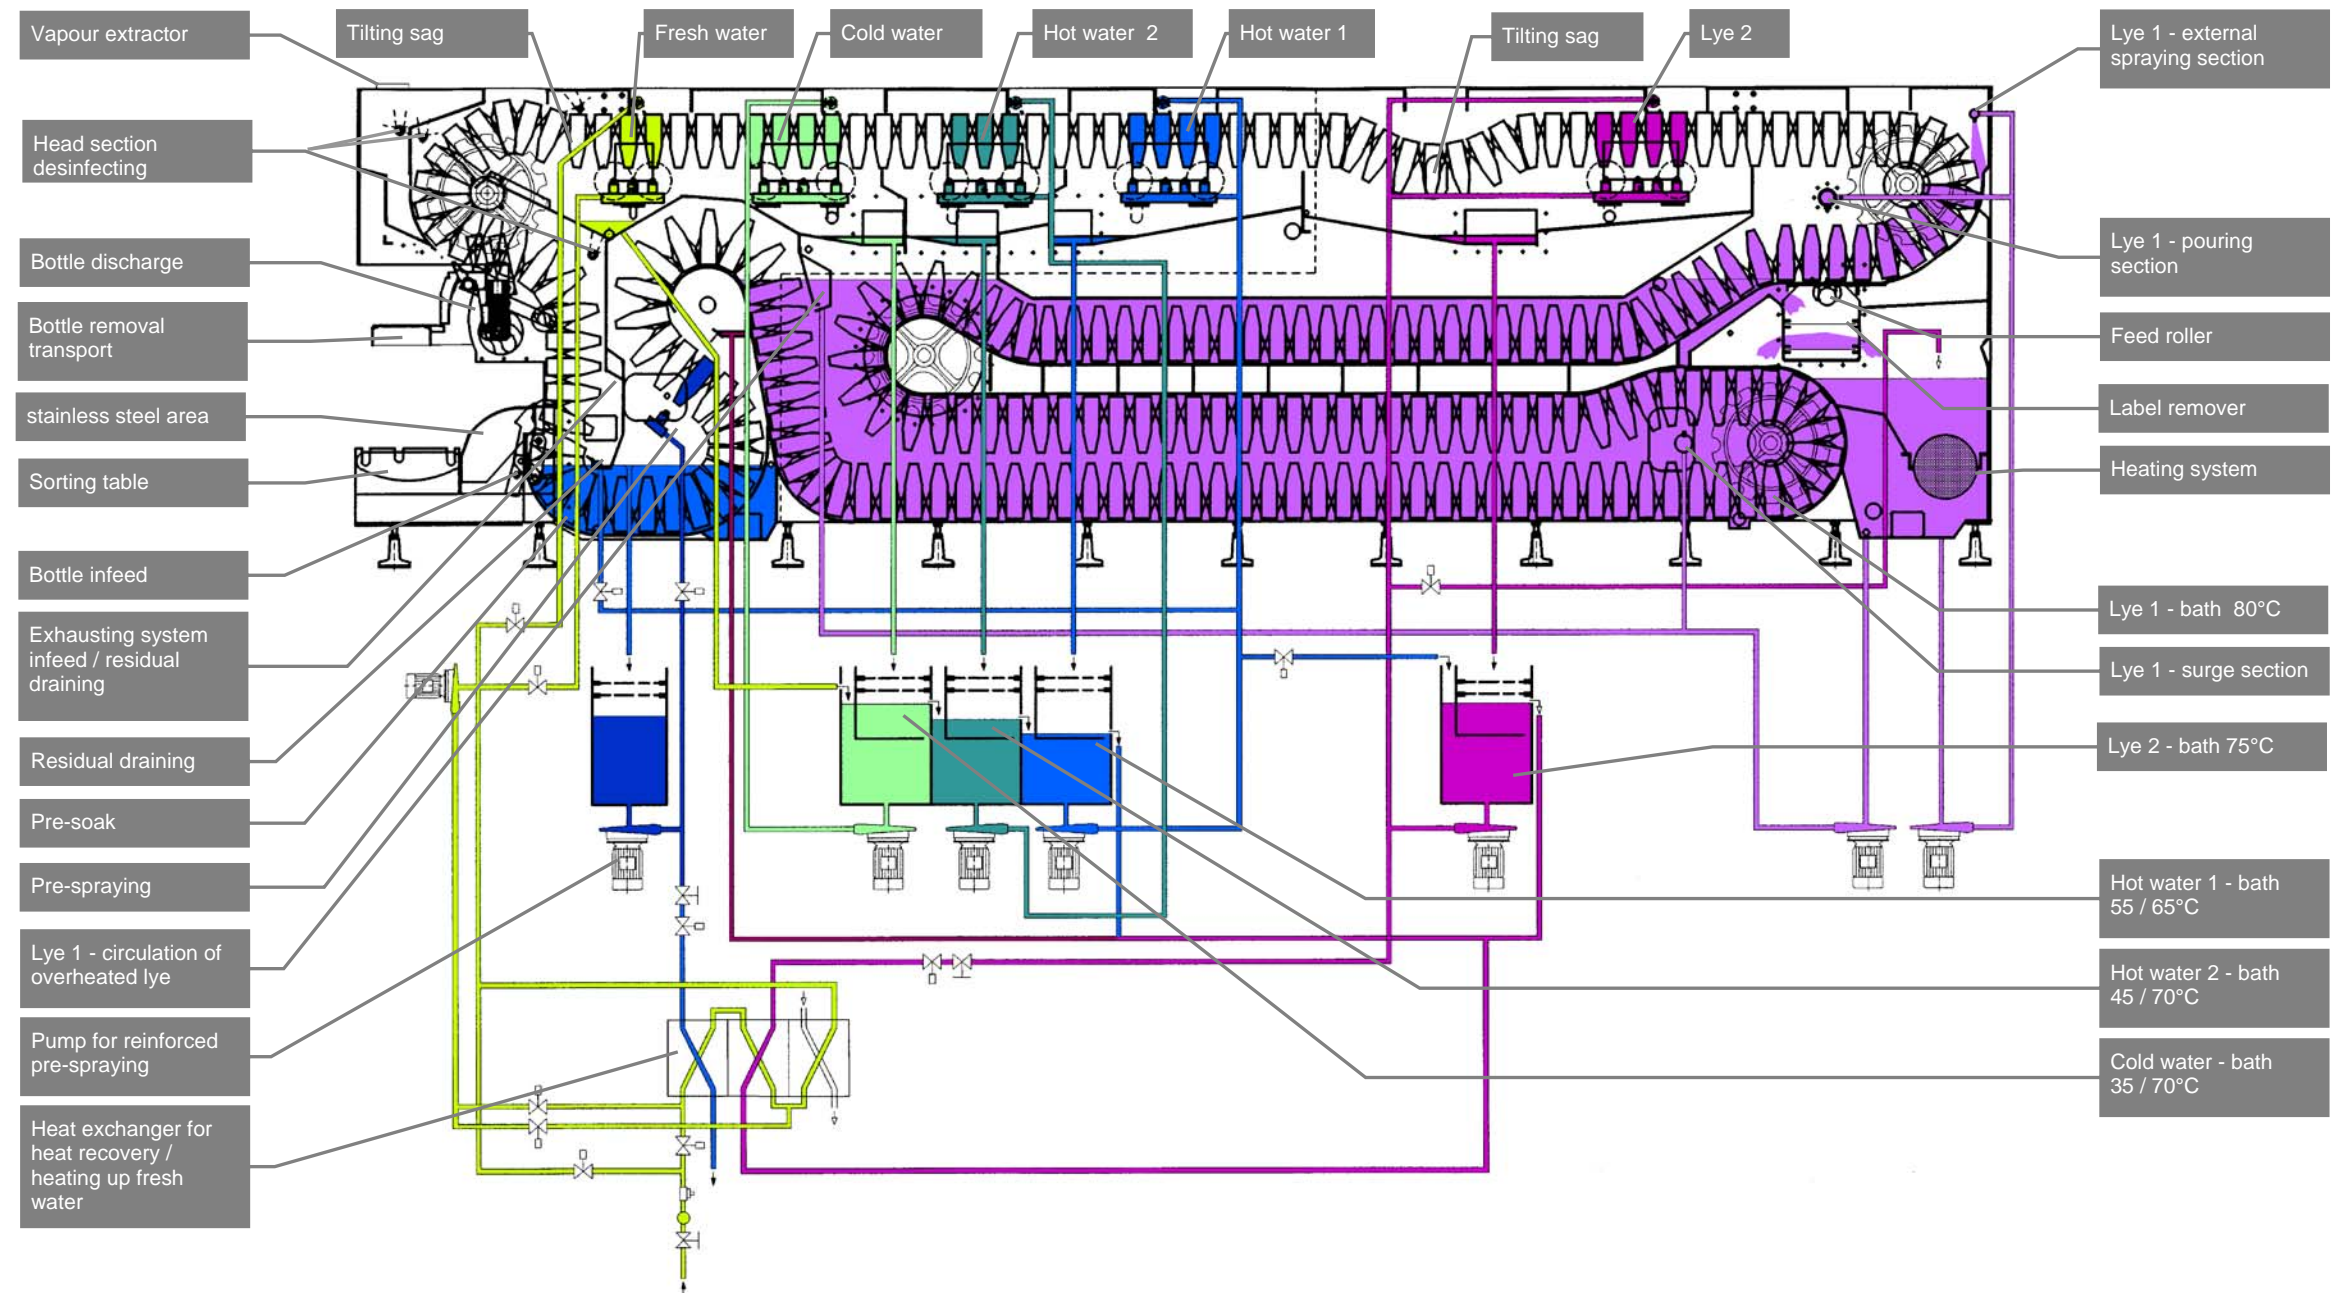 Vapour extractor
Tilting sag
Fresh water
Cold water
Hot water  2
Hot water 1
Tilting sag
Lye 2
Lye 1 - external
spraying section
Head section
desinfecting
Bottle discharge
Bottle removal
transport
stainless steel area
Sorting table
Bottle infeed
Exhausting system
infeed / residual
draining
Residual draining
Pre-soak
Pre-spraying
Lye 1 - circulation of
overheated lye
Pump for reinforced
pre-spraying
Heat exchanger for
heat recovery /
heating up fresh
water
Lye 1 - pouring
section
Feed roller
Label remover
Heating system
Lye 1 - bath  80°C
Lye 1 - surge section
Lye 2 - bath 75°C
Hot water 1 - bath
55 / 65°C
Hot water 2 - bath
45 / 70°C
Cold water - bath
35 / 70°C